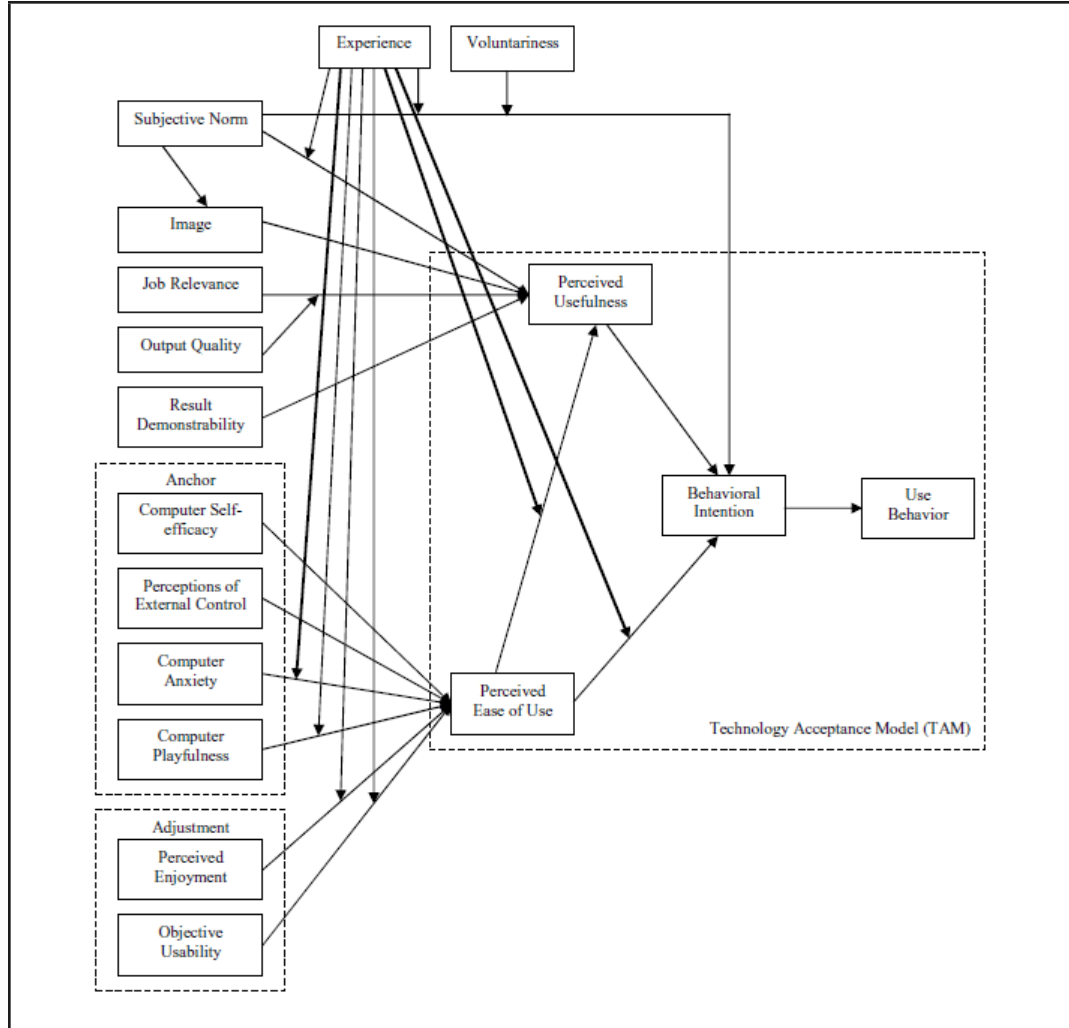 Experience
Voluntariness
Subjective Norm
Image
Job Relevance
Output Quality
Result
Demonstrability
Perceived
Usefulness
Anchor
Computer Self-
efficacy
Perceptions of
External Control
Computer
Anxiety
Computer
Playfulness
Behavioral
Intention
Use
Behavior
Perceived
Ease of Use
Technology Acceptance Model (TAM)
Adjustment
Perceived
Enjoyment
Objective
Usability